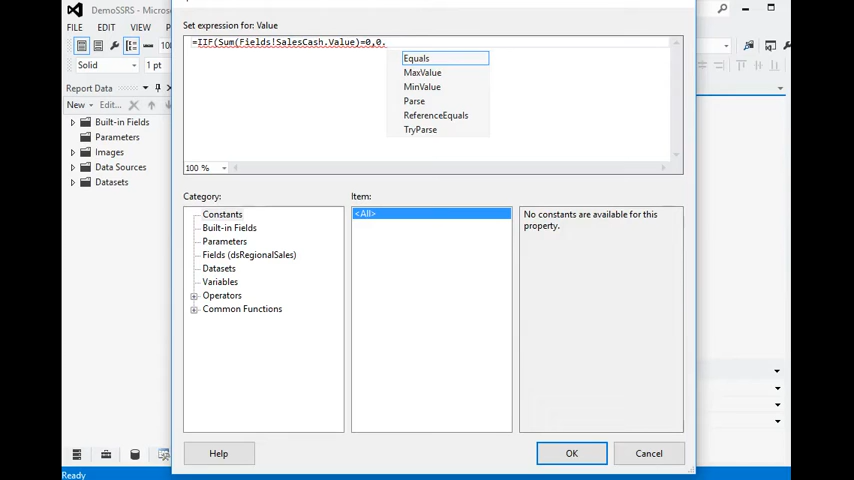 DemoSSRS - Microso
FILE EDIT VIEW
Set expression for: Value
=IIF(Sum(Fields!SalesCash.Value)=0,0.
Equals
MaxValue
MinValue
Parse
ReferenceEquals
TryParse
100 %
Solid 1 pt
Report Data
New Edit...
Built-in Fields
Parameters
Images
Data Sources
Datasets
Category:
Constants
Built-in Fields
Parameters
Fields (dsRegionalSales)
Datasets
Variables
Operators
Common Functions
Item:
<All>
No constants are available for this
property.
Help OK Cancel
Ready